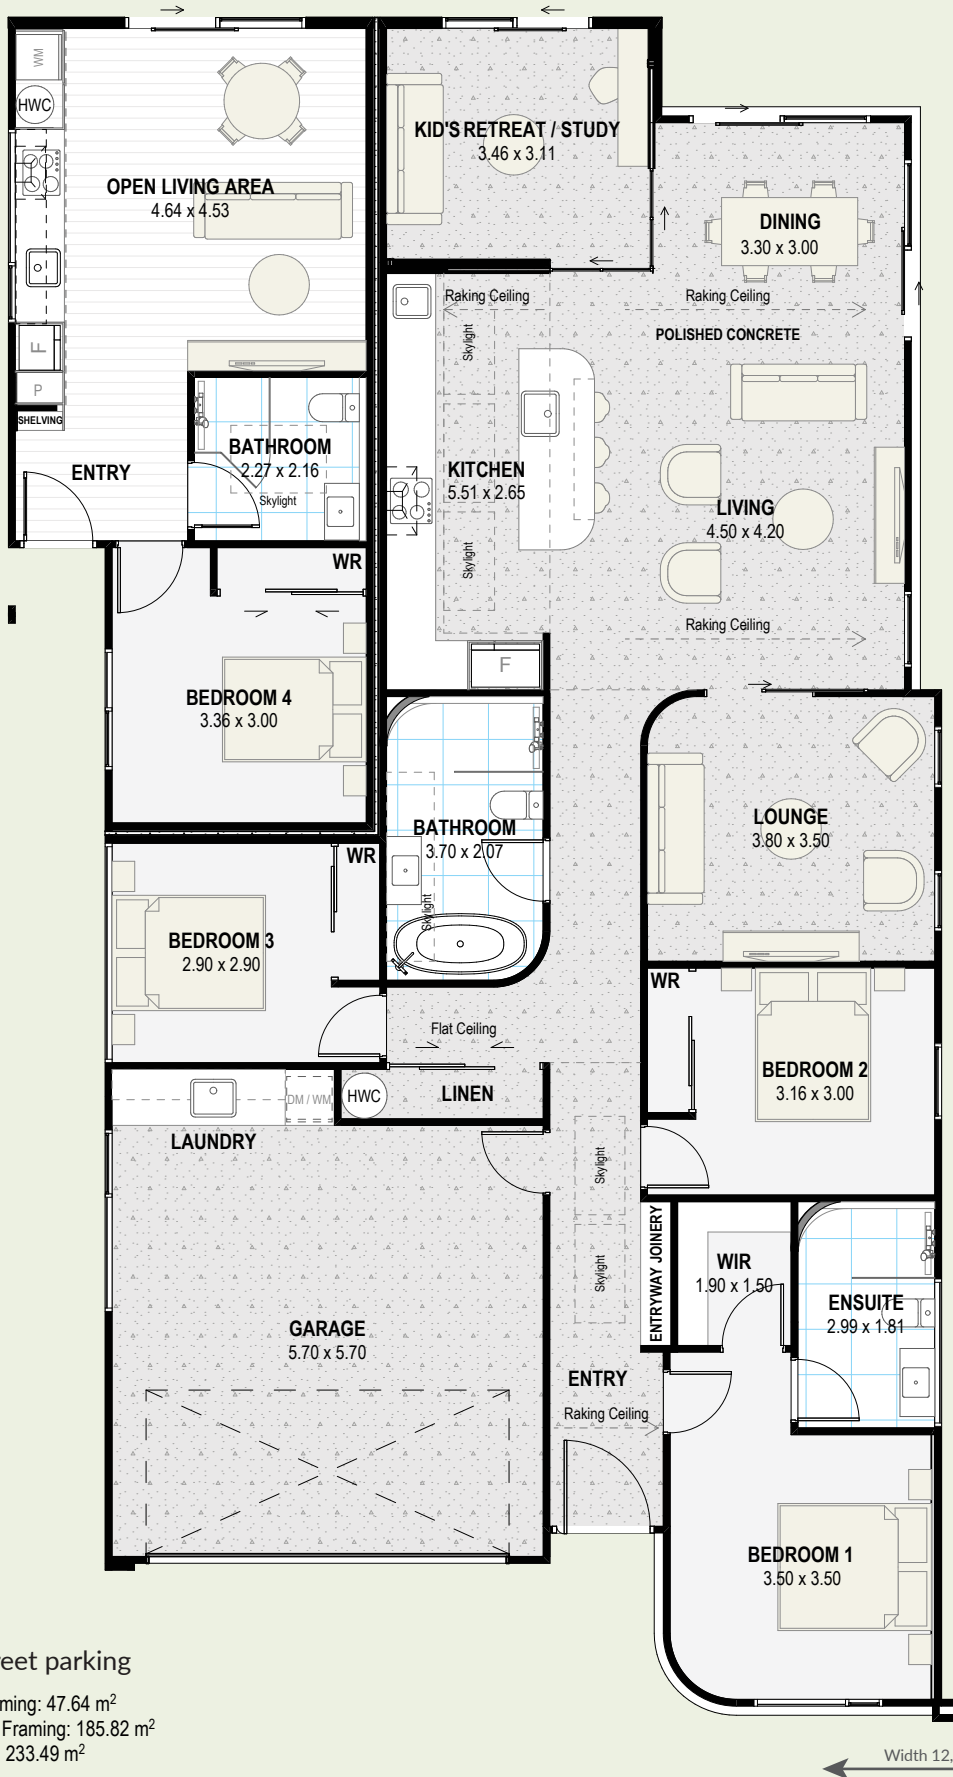 WM
HWC
OPEN LIVING AREA
4.64 x 4.53
F
P
SHELVING
ENTRY
BATHROOM
2.27 x 2.16
Skylight
KID'S RETREAT / STUDY
3.46 x 3.11
DINING
3.30 x 3.00
Raking Ceiling
Raking Ceiling
POLISHED CONCRETE
Skylight
KITCHEN
5.51 x 2.65
Skylight
LIVING
4.50 x 4.20
Raking Ceiling
F
WR
BEDROOM 4
3.36 x 3.00
BATHROOM
3.70 x 2.07
Skylight
LOUNGE
3.80 x 3.50
WR
BEDROOM 3
2.90 x 2.90
WR
Flat Ceiling
BEDROOM 2
3.16 x 3.00
DM / WM
HWC
LINEN
LAUNDRY
Skylight
Skylight
ENTRYWAY JOINERY
WIR
1.90 x 1.50
ENSUITE
2.99 x 1.81
GARAGE
5.70 x 5.70
ENTRY
Raking Ceiling
BEDROOM 1
3.50 x 3.50
reet parking
ming: 47.64 m²
Framing: 185.82 m²
233.49 m²
Width 12,